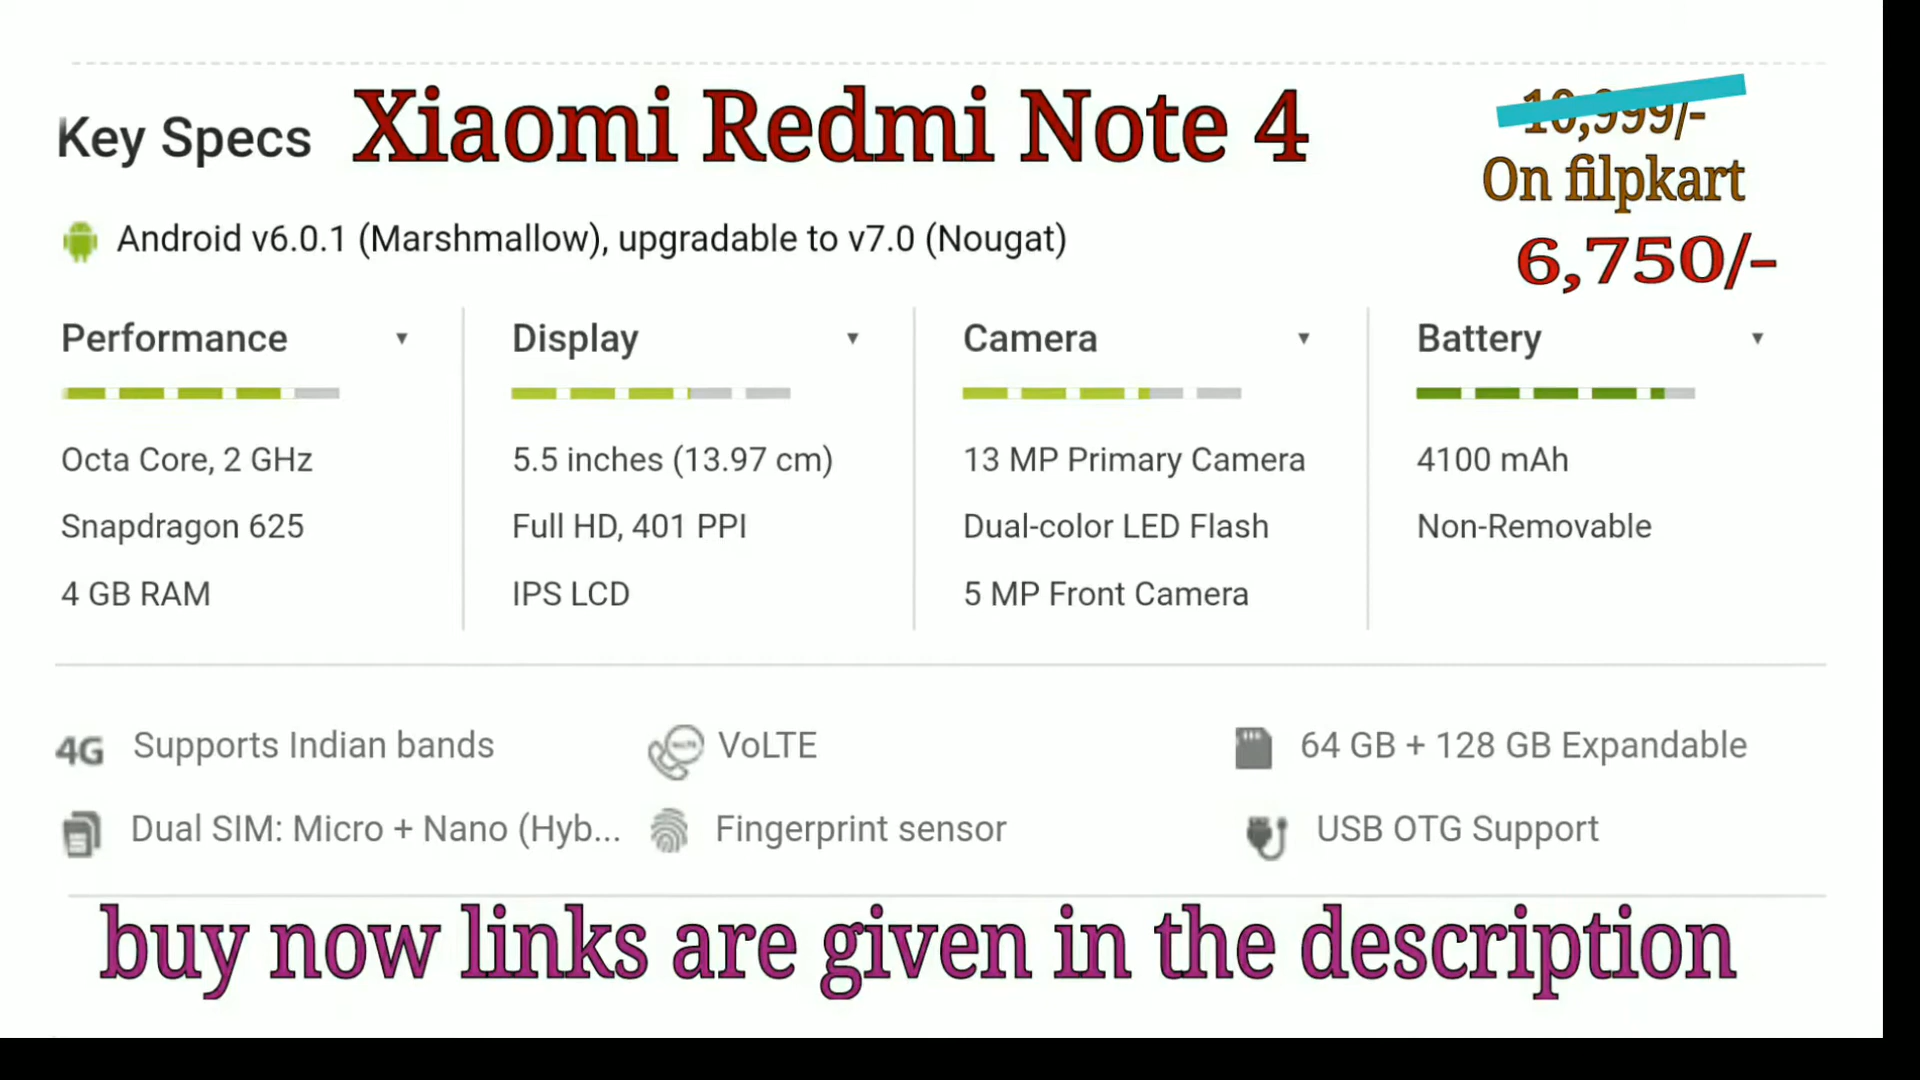 Key Specs Xiaomi Redmi Note 4
10,999/-
On filpkart
6,750/-
Android v6.0.1 (Marshmallow), upgradable to v7.0 (Nougat)
Performance
Octa Core, 2 GHz
Snapdragon 625
4 GB RAM
Display
5.5 inches (13.97 cm)
Full HD, 401 PPI
IPS LCD
Camera
13 MP Primary Camera
Dual-color LED Flash
5 MP Front Camera
Battery
4100 mAh
Non-Removable
4G Supports Indian bands
VoLTE
64 GB + 128 GB Expandable
Dual SIM: Micro + Nano (Hyb...
Fingerprint sensor
USB OTG Support
buy now links are given in the description